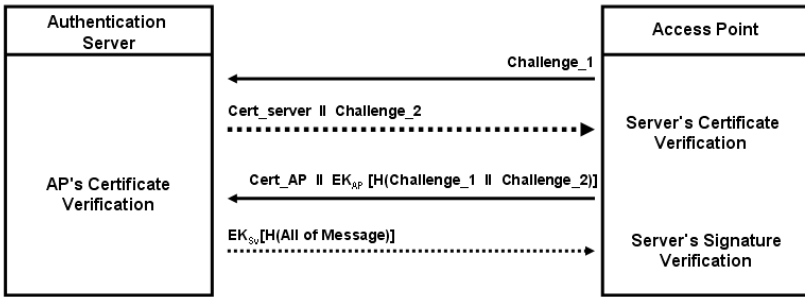 Authentication
Server
Access Point
Challenge_1
Cert_server II Challenge_2
Server's Certificate
Verification
Cert_AP II EK_AP [H(Challenge_1 II Challenge_2)]
AP's Certificate
Verification
EK_Sv[H(All of Message)]
Server's Signature
Verification